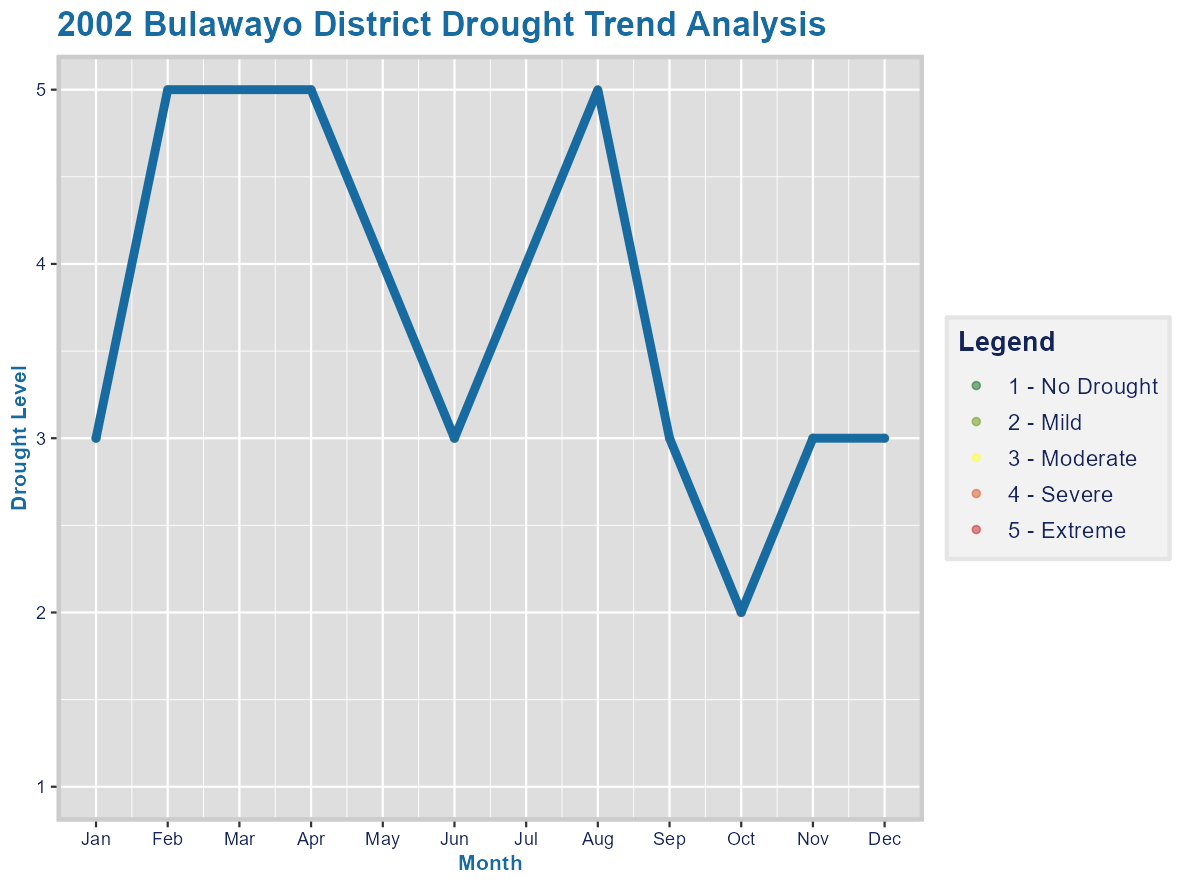 2002 Bulawayo District Drought Trend Analysis
Drought Level
5
4
3
2
1
Jan Feb Mar Apr May Jun Jul Aug Sep Oct Nov Dec
Month
Legend
1 - No Drought
2 - Mild
3 - Moderate
4 - Severe
5 - Extreme